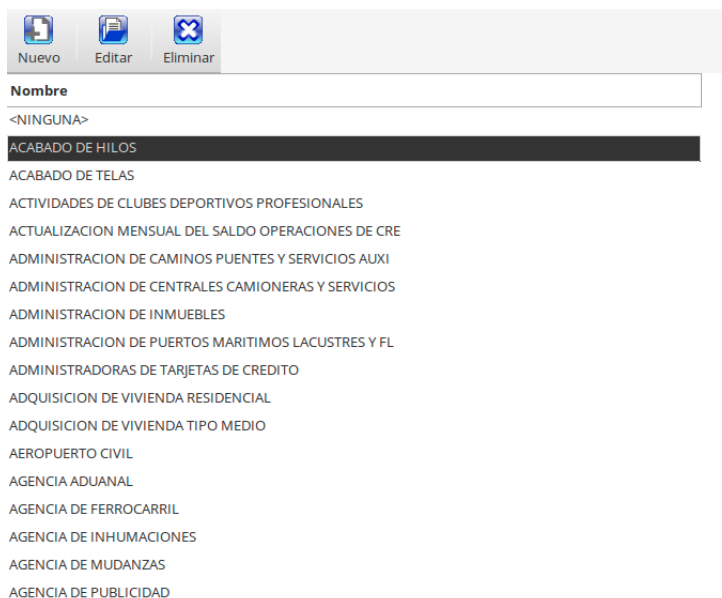 Nuevo Editar Eliminar
Nombre
<NINGUNA>
ACABADO DE HILOS
ACABADO DE TELAS
ACTIVIDADES DE CLUBES DEPORTIVOS PROFESIONALES
ACTUALIZACION MENSUAL DEL SALDO OPERACIONES DE CRE
ADMINISTRACION DE CAMINOS PUENTES Y SERVICIOS AUXI
ADMINISTRACION DE CENTRALES CAMIONERAS Y SERVICIOS
ADMINISTRACION DE INMUEBLES
ADMINISTRACION DE PUERTOS MARITIMOS LACUSTRES Y FL
ADMINISTRADORAS DE TARJETAS DE CREDITO
ADQUISICION DE VIVIENDA RESIDENCIAL
ADQUISICION DE VIVIENDA TIPO MEDIO
AEROPUERTO CIVIL
AGENCIA ADUANAL
AGENCIA DE FERROCARRIL
AGENCIA DE INHUMACIONES
AGENCIA DE MUDANZAS
AGENCIA DE PUBLICIDAD